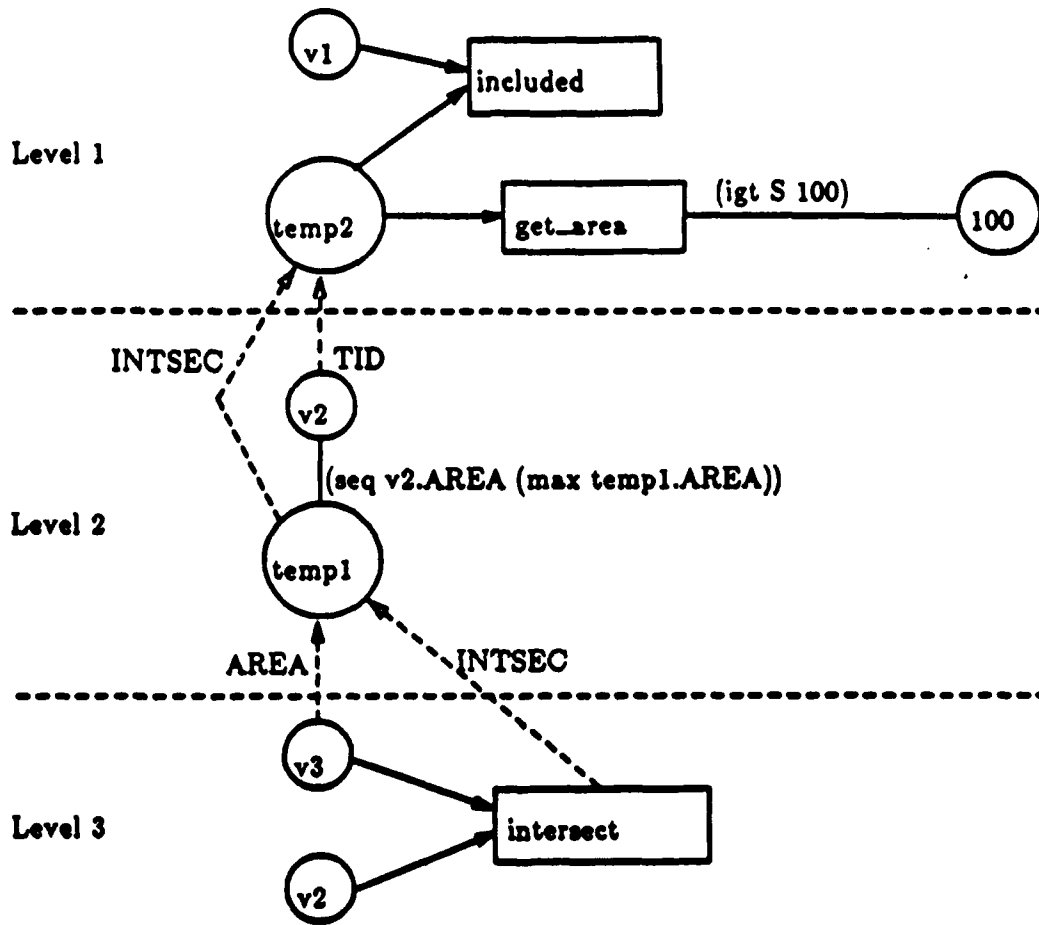 v1
included
Level 1
(igt S 100)
temp2
get_area
100
INTSEC
TID
v2
(seq v2.AREA (max temp1.AREA))
Level 2
temp1
AREA
INTSEC
v3
Level 3
intersect
v2